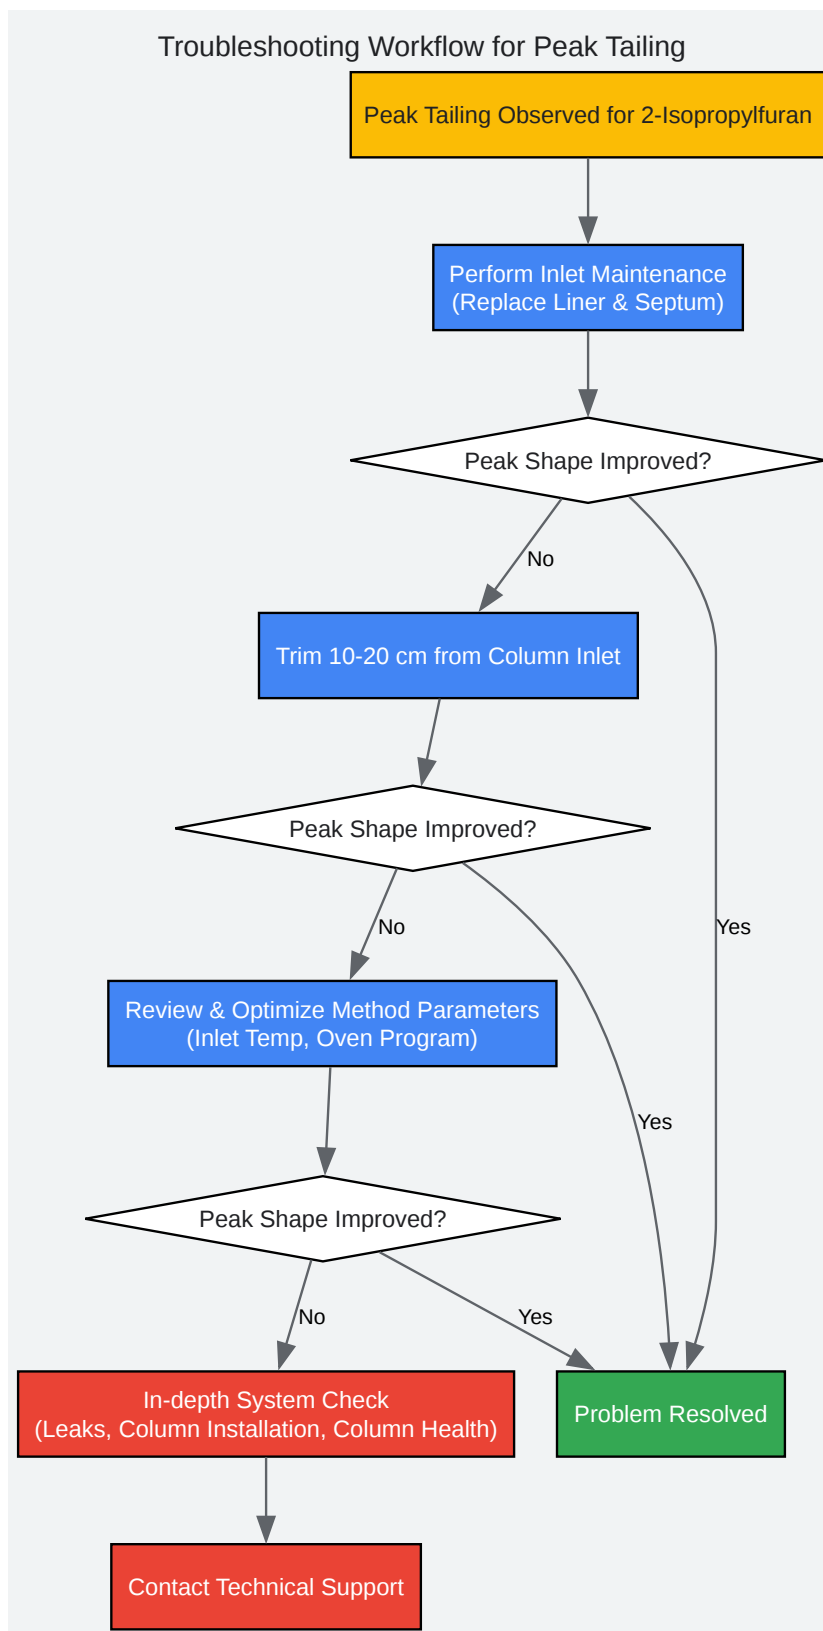 Troubleshooting Workflow for Peak Tailing
Peak Tailing Observed for 2-Isopropylfuran
Perform Inlet Maintenance
(Replace Liner & Septum)
Peak Shape Improved?
No
Trim 10-20 cm from Column Inlet
Peak Shape Improved?
No
Yes
Review & Optimize Method Parameters
(Inlet Temp, Oven Program)
Yes
Peak Shape Improved?
No
Yes
In-depth System Check
(Leaks, Column Installation, Column Health)
Problem Resolved
Contact Technical Support